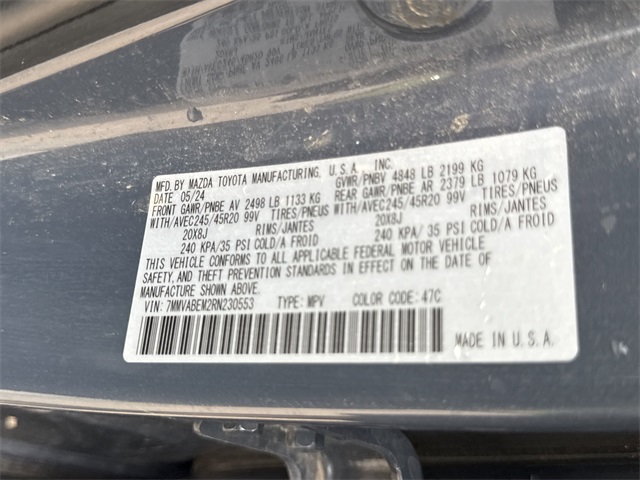 MFD. BY MAZDA TOYOTA MANUFACTURING, U.S.A., INC.
DATE 05/24 GVWR/PNBV 4848 LB 2199 KG
FRONT GAWR/PNBE AV 2498 LB 1133 KG REAR GAWR/PNBE AR 2379 LB 1079 KG
WITH/AVEC245/45R20 99V TIRES/PNEUS WITH/AVEC245/45R20 99V TIRES/PNEUS
20X8J RIMS/JANTES 20X8J RIMS/JANTES
240 KPA/35 PSI COLD/A FROID 240 KPA/35 PSI COLD/A FROID
THIS VEHICLE CONFORMS TO ALL APPLICABLE FEDERAL MOTOR VEHICLE
SAFETY, AND THEFT PREVENTION STANDARDS IN EFFECT ON THE DATE OF
MANUFACTURE SHOWN ABOVE.
VIN: 7MMVABEM2RN230553 TYPE: MPV COLOR CODE: 47C
MADE IN U.S.A.